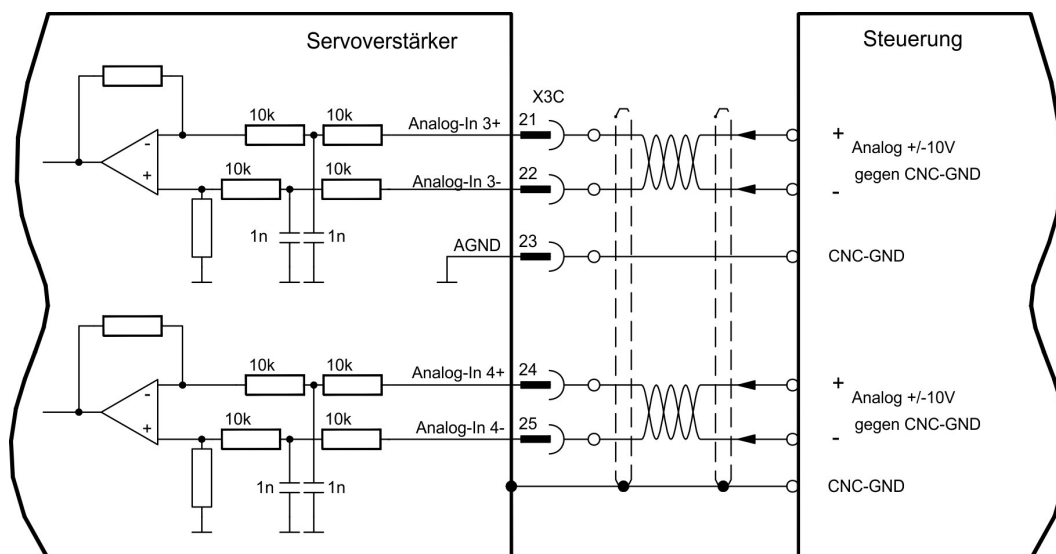 Servoverstärker
Steuerung
X3C
10k
10k
Analog-In 3+
21
+
Analog +/-10V
gegen CNC-GND
-
-
+
10k
10k
Analog-In 3-
22
1n
1n
AGND
23
CNC-GND
10k
10k
Analog-In 4+
24
+
Analog +/-10V
gegen CNC-GND
-
-
+
10k
10k
Analog-In 4-
25
1n
1n
CNC-GND